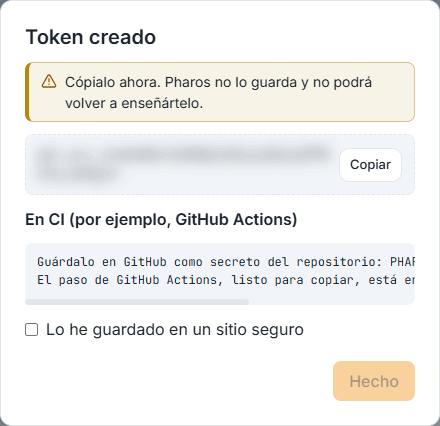 Token creado
Cópialo ahora. Pharos no lo guarda y no podrá
volver a enseñártelo.
Copiar
En CI (por ejemplo, GitHub Actions)
Guárdalo en GitHub como secreto del repositorio: PHAR
El paso de GitHub Actions, listo para copiar, está en
Lo he guardado en un sitio seguro
Hecho